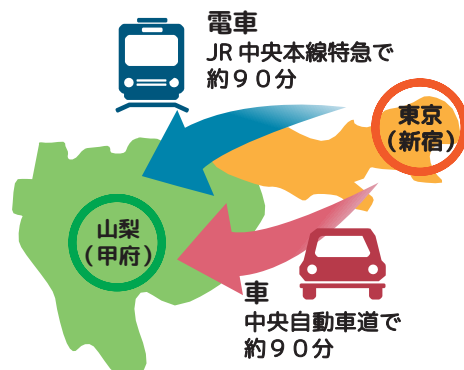 電車
JR 中央本線特急で
約９０分
東京
（新宿）
山梨
（甲府）
車
中央自動車道で
約９０分